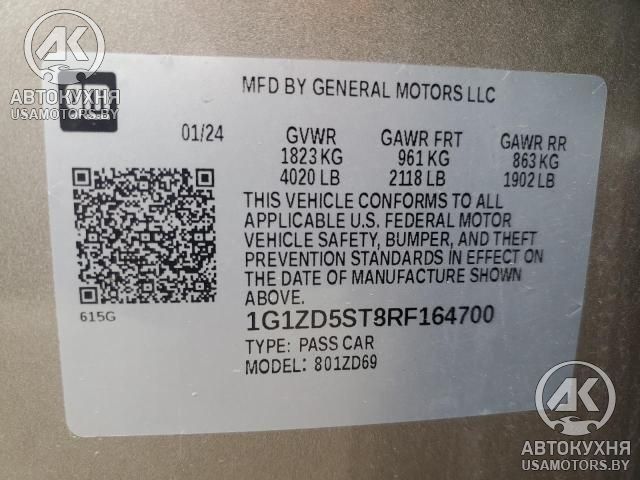 gm
АВТОКУХНЯ
USAMOTORS.BY
MFD BY GENERAL MOTORS LLC
01/24
GVWR
1823 KG
4020 LB
GAWR FRT
961 KG
2118 LB
GAWR RR
863 KG
1902 LB
THIS VEHICLE CONFORMS TO ALL
APPLICABLE U.S. FEDERAL MOTOR
VEHICLE SAFETY, BUMPER, AND THEFT
PREVENTION STANDARDS IN EFFECT ON
THE DATE OF MANUFACTURE SHOWN
ABOVE.
615G
1G1ZD5ST8RF164700
TYPE: PASS CAR
MODEL: 801ZD69
АК
АВТОКУХНЯ
USAMOTORS.BY